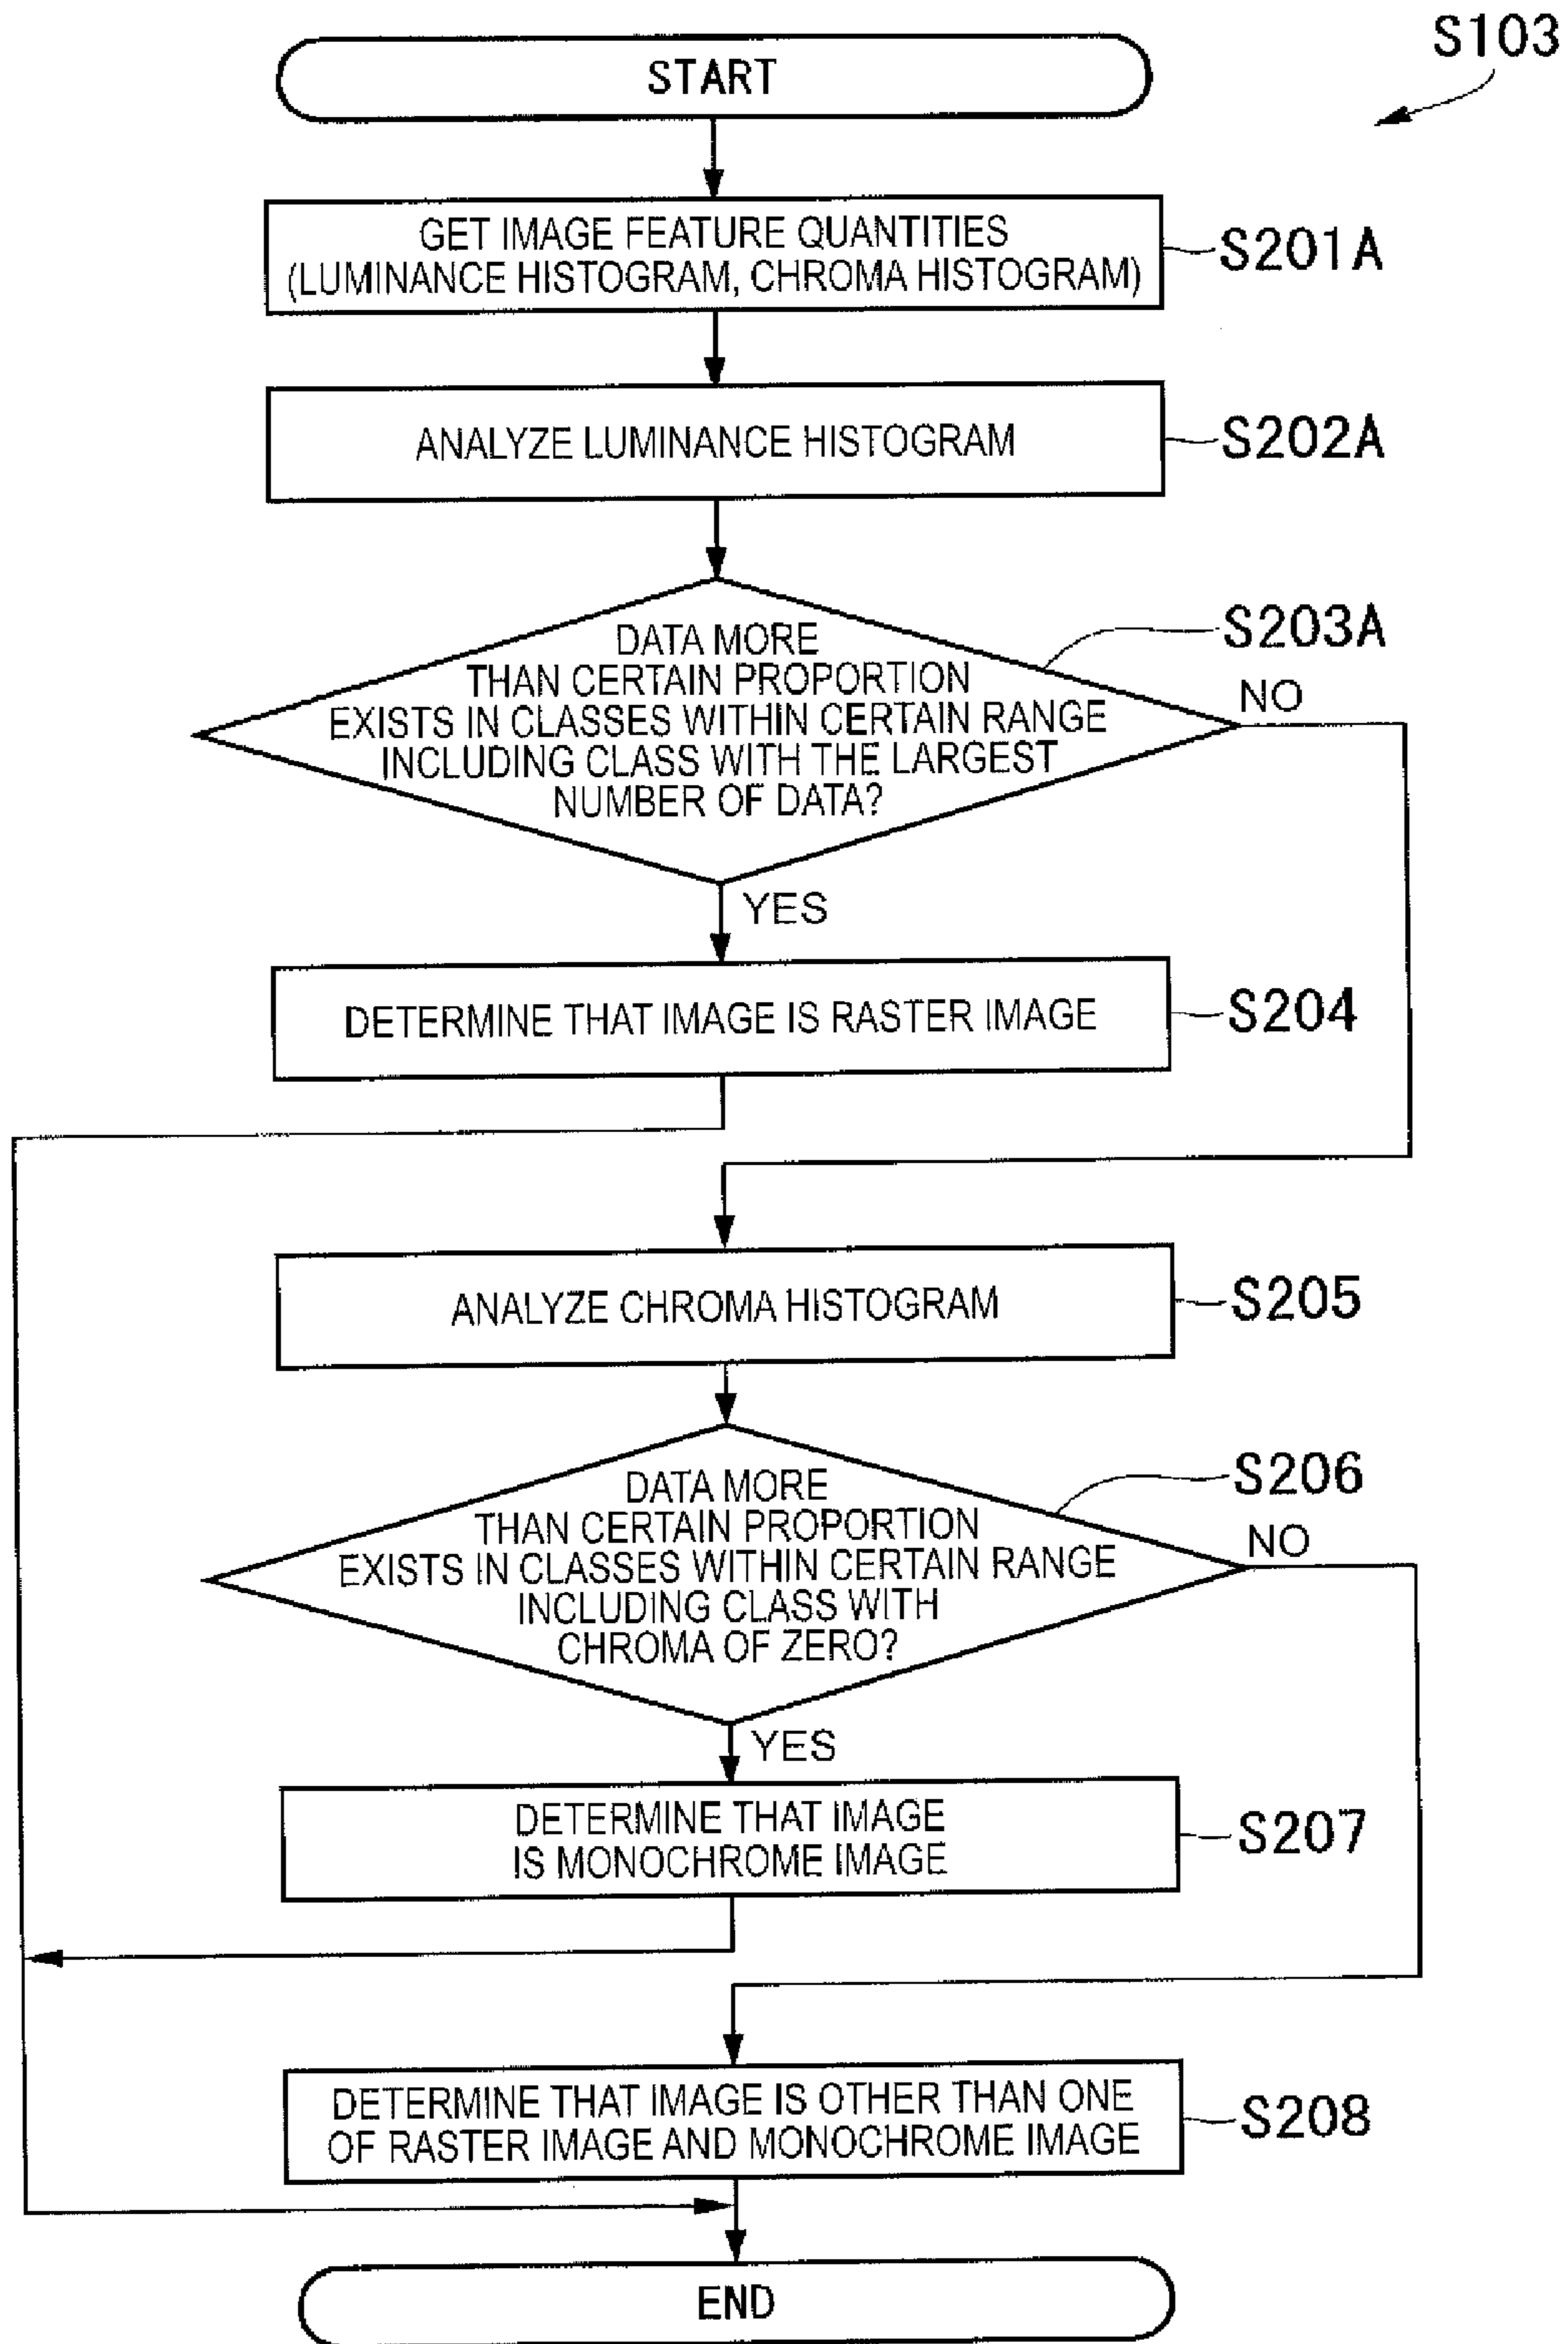 S103
START
GET IMAGE FEATURE QUANTITIES
(LUMINANCE HISTOGRAM, CHROMA HISTOGRAM)
S201A
ANALYZE LUMINANCE HISTOGRAM
S202A
DATA MORE
THAN CERTAIN PROPORTION
EXISTS IN CLASSES WITHIN CERTAIN RANGE
INCLUDING CLASS WITH THE LARGEST
NUMBER OF DATA?
S203A
NO
YES
DETERMINE THAT IMAGE IS RASTER IMAGE
S204
ANALYZE CHROMA HISTOGRAM
S205
DATA MORE
THAN CERTAIN PROPORTION
EXISTS IN CLASSES WITHIN CERTAIN RANGE
INCLUDING CLASS WITH
CHROMA OF ZERO?
S206
NO
YES
DETERMINE THAT IMAGE
IS MONOCHROME IMAGE
S207
DETERMINE THAT IMAGE IS OTHER THAN ONE
OF RASTER IMAGE AND MONOCHROME IMAGE
S208
END